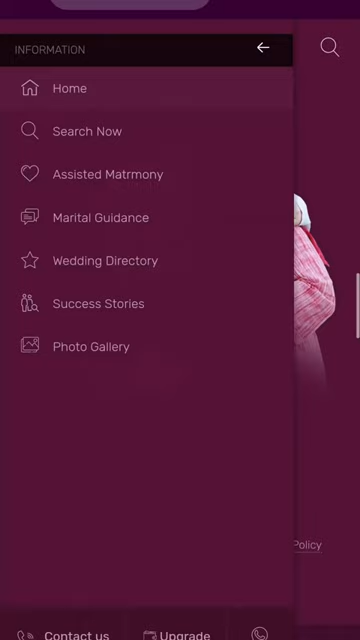 INFORMATION
Home
Search Now
Assisted Matrmony
Marital Guidance
Wedding Directory
Success Stories
Photo Gallery
Policy
Contact us
Upgrade